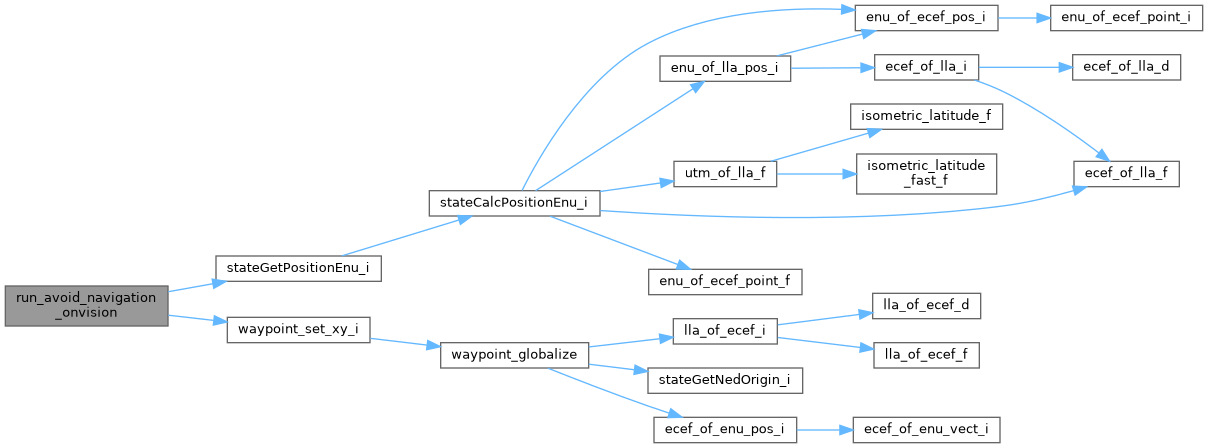 run_avoid_navigation
_onvision
stateGetPositionEnu_i
waypoint_set_xy_i
stateCalcPositionEnu_i
waypoint_globalize
enu_of_lla_pos_i
utm_of_lla_f
enu_of_ecef_point_f
lla_of_ecef_i
stateGetNedOrigin_i
ecef_of_enu_pos_i
enu_of_ecef_pos_i
ecef_of_lla_i
isometric_latitude_f
isometric_latitude
_fast_f
lla_of_ecef_d
lla_of_ecef_f
ecef_of_enu_vect_i
enu_of_ecef_point_i
ecef_of_lla_d
ecef_of_lla_f